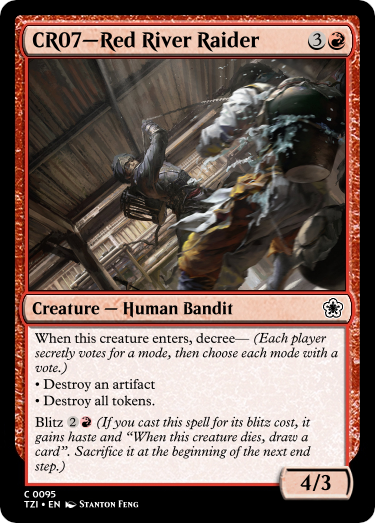 CR07—Red River Raider 3
Creature — Human Bandit
When this creature enters, decree— (Each player
secretly votes for a mode, then choose each mode with a
vote.)
• Destroy an artifact
• Destroy all tokens.
Blitz 2 (If you cast this spell for its blitz cost, it
gains haste and “When this creature dies, draw a
card”. Sacrifice it at the beginning of the next end
step.)
4/3
C 0095
TZI • EN Stanton Feng